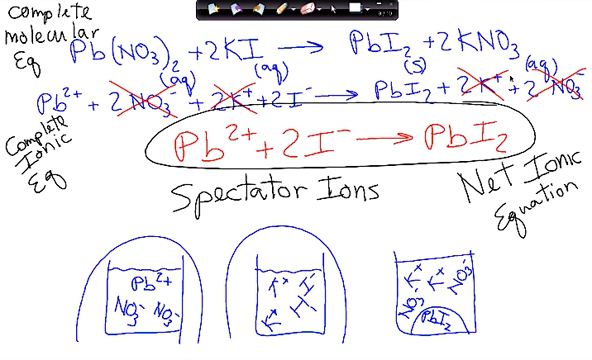 Complete
molecular
Eq
Pb(NO₃)₂ + 2KI → PbI₂ + 2KNO₃
(aq) (aq) (s) (aq)
Pb²⁺ + 2NO₃⁻ + 2K⁺ + 2I⁻ → PbI₂ + 2K⁺ + 2NO₃⁻
Complete
Ionic
Eq
Pb²⁺ + 2I⁻ → PbI₂
Spectator Ions
Net Ionic
Equation
Pb²⁺
NO₃⁻ NO₃⁻
K⁺ I⁻
K⁺ I⁻
K⁺ K⁺ NO₃⁻
NO₃⁻
PbI₂